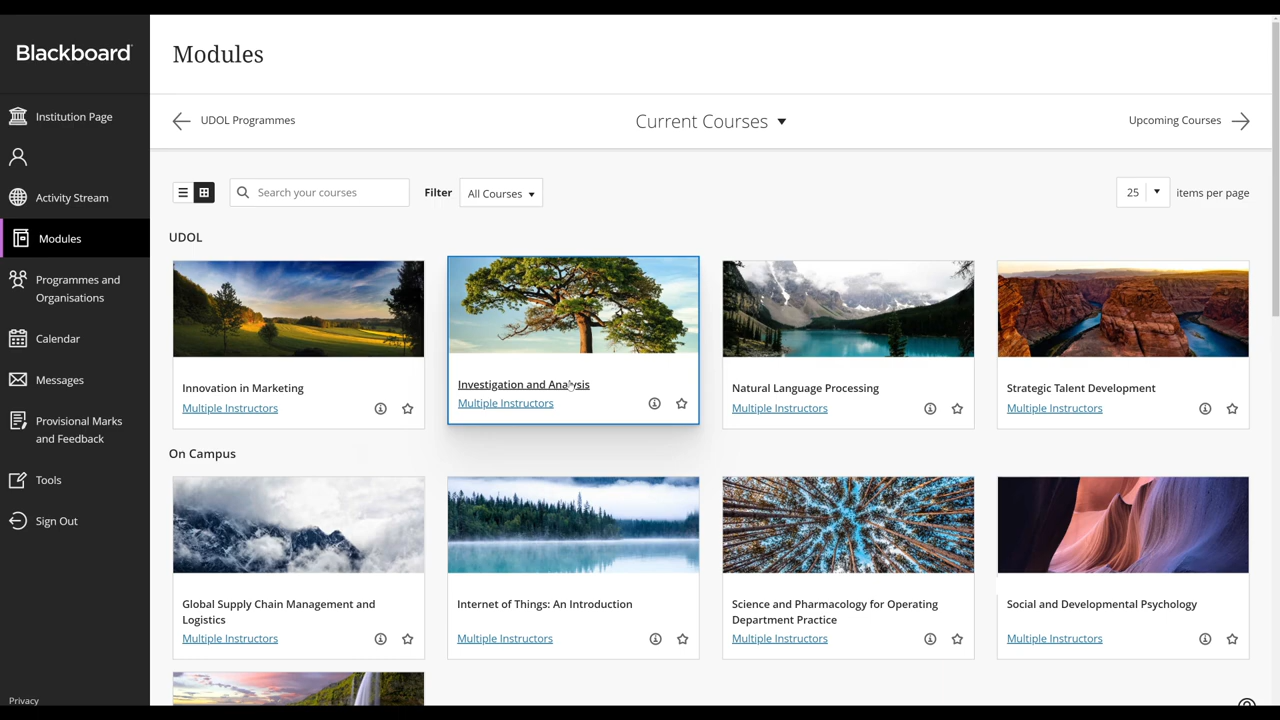 Blackboard
Institution Page
Activity Stream
Modules
Programmes and
Organisations
Calendar
Messages
Provisional Marks
and Feedback
Tools
Sign Out
Privacy
Modules
UDOL Programmes
Current Courses
Upcoming Courses
Search your courses
Filter
All Courses
25
items per page
UDOL
Innovation in Marketing
Multiple Instructors
Investigation and Analysis
Multiple Instructors
Natural Language Processing
Multiple Instructors
Strategic Talent Development
Multiple Instructors
On Campus
Global Supply Chain Management and
Logistics
Multiple Instructors
Internet of Things: An Introduction
Multiple Instructors
Science and Pharmacology for Operating
Department Practice
Multiple Instructors
Social and Developmental Psychology
Multiple Instructors